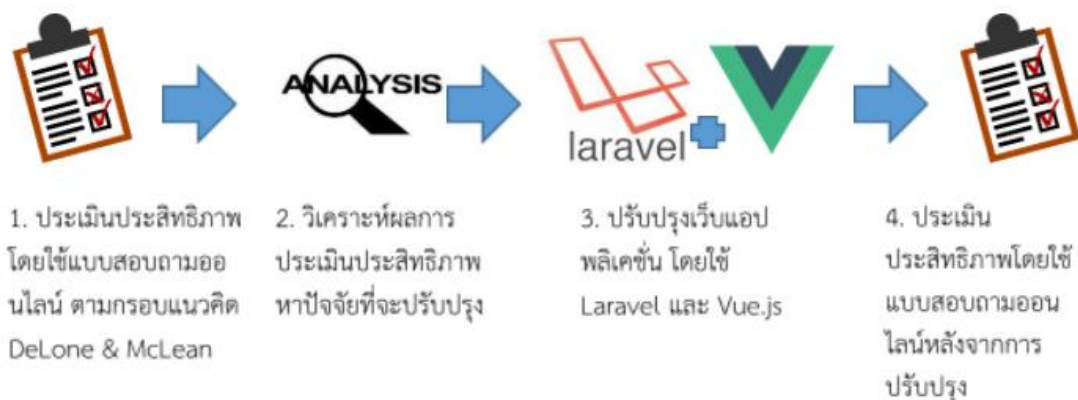 ANALYSIS
laravel
1. ประเมินประสิทธิภาพ
โดยใช้แบบสอบถามออ
นไลน์ ตามกรอบแนวคิด
DeLone & McLean
2. วิเคราะห์ผลการ
ประเมินประสิทธิภาพ
หาปัจจัยที่จะปรับปรุง
3. ปรับปรุงเว็บแอป
พลิเคชั่น โดยใช้
Laravel และ Vue.js
4. ประเมิน
ประสิทธิภาพโดยใช้
แบบสอบถามออน
ไลน์หลังจากการ
ปรับปรุง